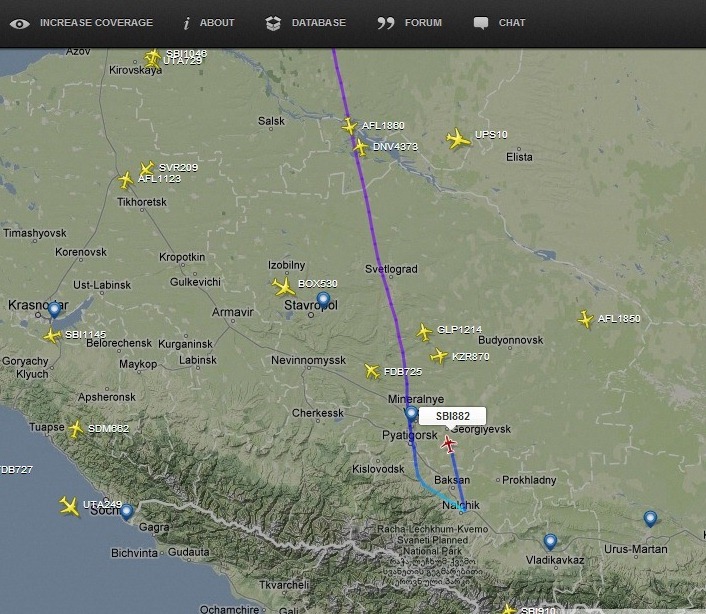 INCREASE COVERAGE
ABOUT
DATABASE
FORUM
CHAT
Azov
SBI1046
UTA729
Kirovskaya
Salsk
AFL1860
UPS10
DNV4373
Elista
SVR209
AFL1123
Tikhoretsk
Timashyovsk
Korenovsk
Kropotkin
Izobilny
Svetlograd
Gulkevichi
Ust-Labinsk
BOX530
Krasnodar
Stavropol
Armavir
AFL1850
SBI1145
GLP1214
Belorechensk
Kurganinsk
Budyonnovsk
KZR870
Goryachy
Klyuch
Maykop
Labinsk
Nevinnomyssk
FDB725
Apsheronsk
Mineralnye
Cherkessk
SBI882
Tuapse
SDM662
Pyatigorsk
Georgiyevsk
FDB727
Kislovodsk
Baksan
Prokhladny
UTA249
Sochi
Nalchik
Gagra
Racha-Lechkhum-Kvemo
Svaneti Planned
National Park
Urus-Martan
Bichvinta
Gudauta
Vladikavkaz
Tkvarcheli
Ochamchire
Gali
SBI910